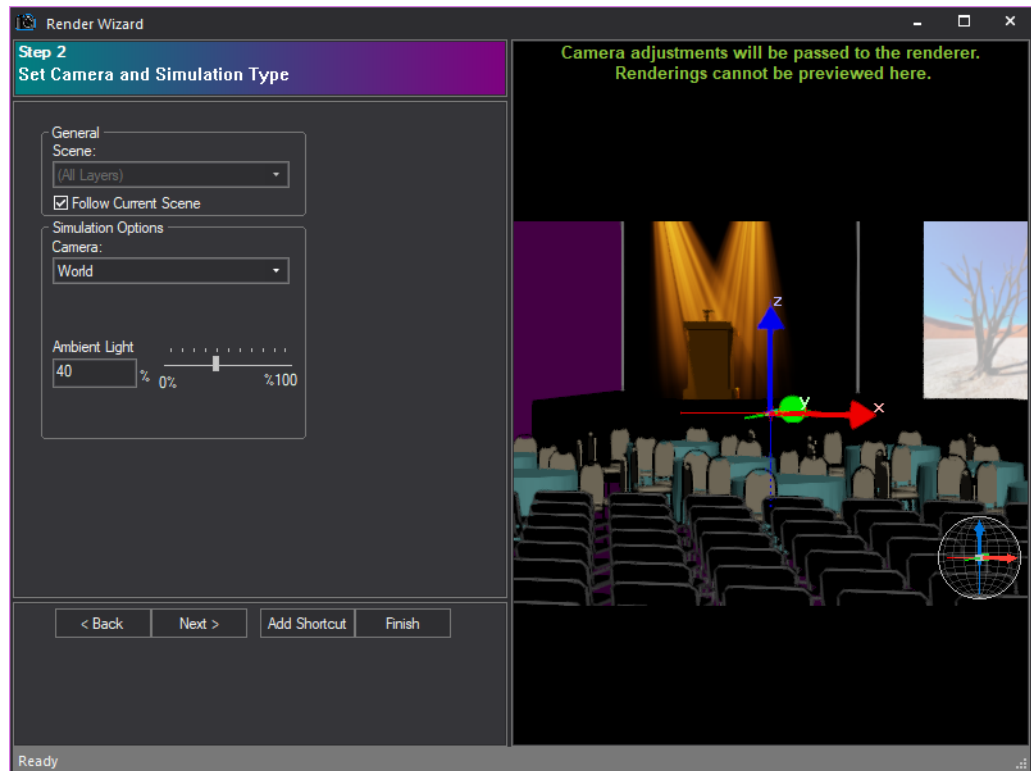 Render Wizard
Step 2
Set Camera and Simulation Type
General
Scene:
(All Layers)
Follow Current Scene
Simulation Options
Camera:
World
Ambient Light
40
%
0%
%100
< Back
Next >
Add Shortcut
Finish
Ready
Camera adjustments will be passed to the renderer.
Renderings cannot be previewed here.
z
y
x